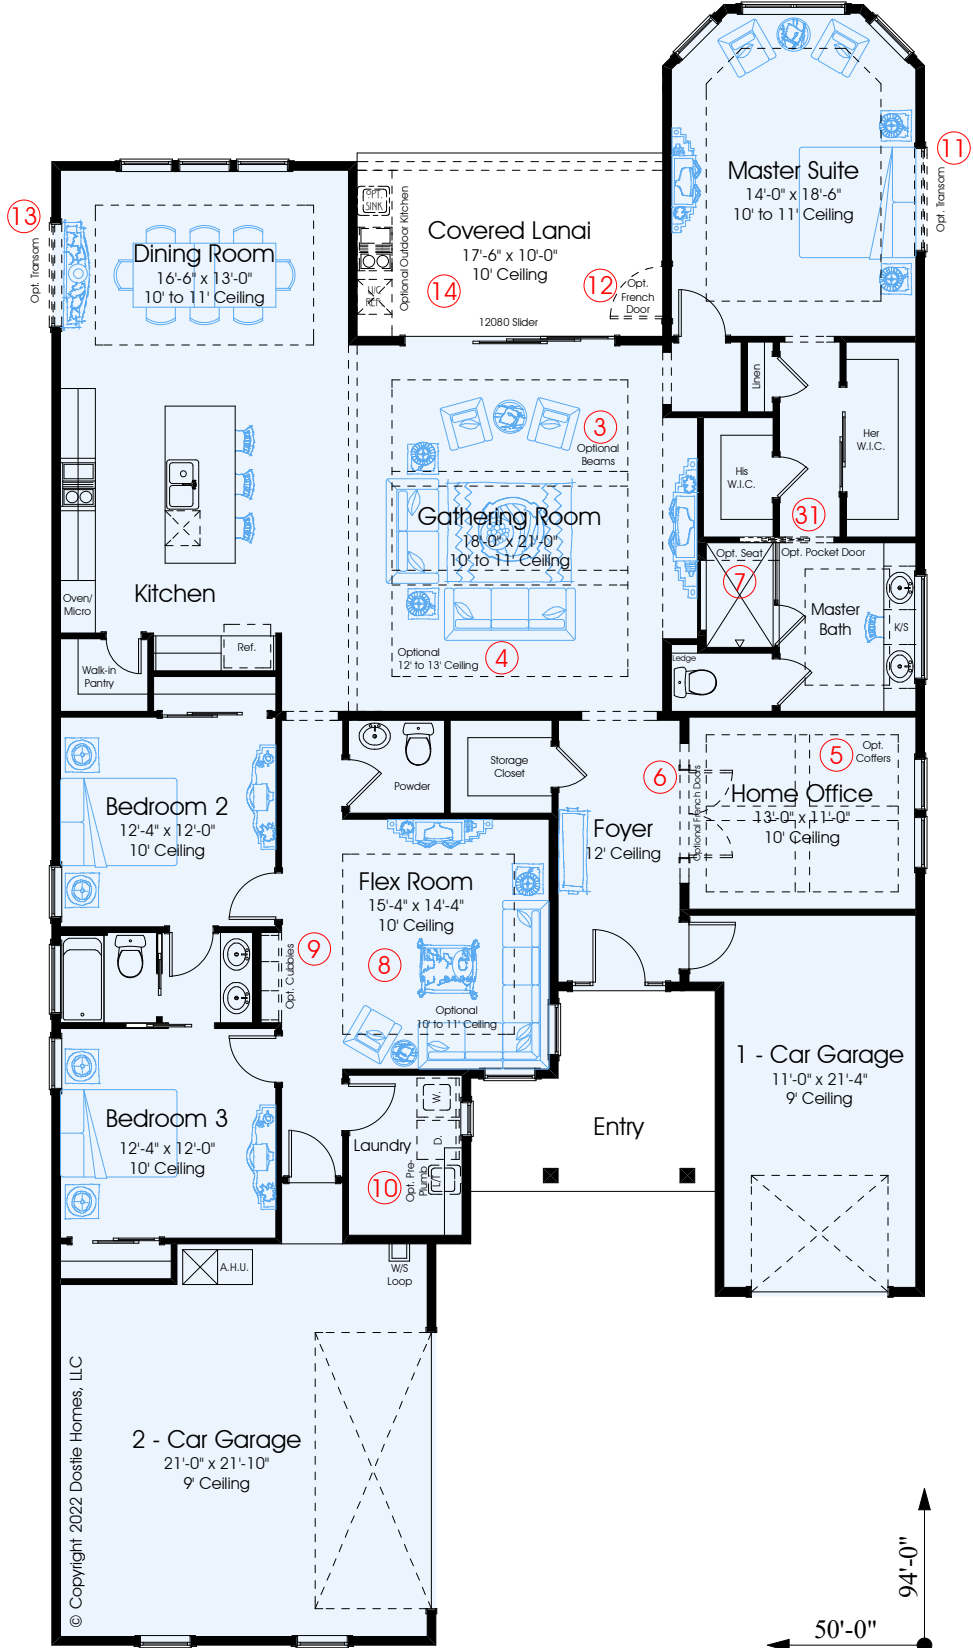 Master Suite
14'-0" x 18'-6"
10' to 11' Ceiling
11
Opt. Transom
13
Opt. Transom
Dining Room
16'-6" x 13'-0"
10' to 11' Ceiling
OPT.
SINK
U/C
REF.
Optional Outdoor Kitchen
Covered Lanai
17'-6" x 10'-0"
10' Ceiling
14
12
Opt.
French
Door
12080 Slider
Linen
Her
W.I.C.
His
W.I.C.
31
3
Optional
Beams
Gathering Room
18'-0" x 21'-0"
10' to 11' Ceiling
Optional
12' to 13' Ceiling
4
Opt. Seat
7
Opt. Pocket Door
Master
Bath
K/S
Ledge
Kitchen
Oven/
Micro
Ref.
Walk-in
Pantry
Bedroom 2
12'-4" x 12'-0"
10' Ceiling
Powder
Storage
Closet
Foyer
12' Ceiling
6
Optional French Doors
5
Opt.
Coffers
Home Office
13'-0" x 11'-0"
10' Ceiling
Flex Room
15'-4" x 14'-4"
10' Ceiling
8
Optional
10' to 11' Ceiling
9
Opt. Cubbies
1 - Car Garage
11'-0" x 21'-4"
9' Ceiling
Bedroom 3
12'-4" x 12'-0"
10' Ceiling
Laundry
W.
D.
10
Opt. Pre-
Plumb
L/T
Entry
A.H.U.
W/S
Loop
2 - Car Garage
21'-0" x 21'-10"
9' Ceiling
© Copyright 2022 Dostie Homes, LLC
94'-0"
50'-0"